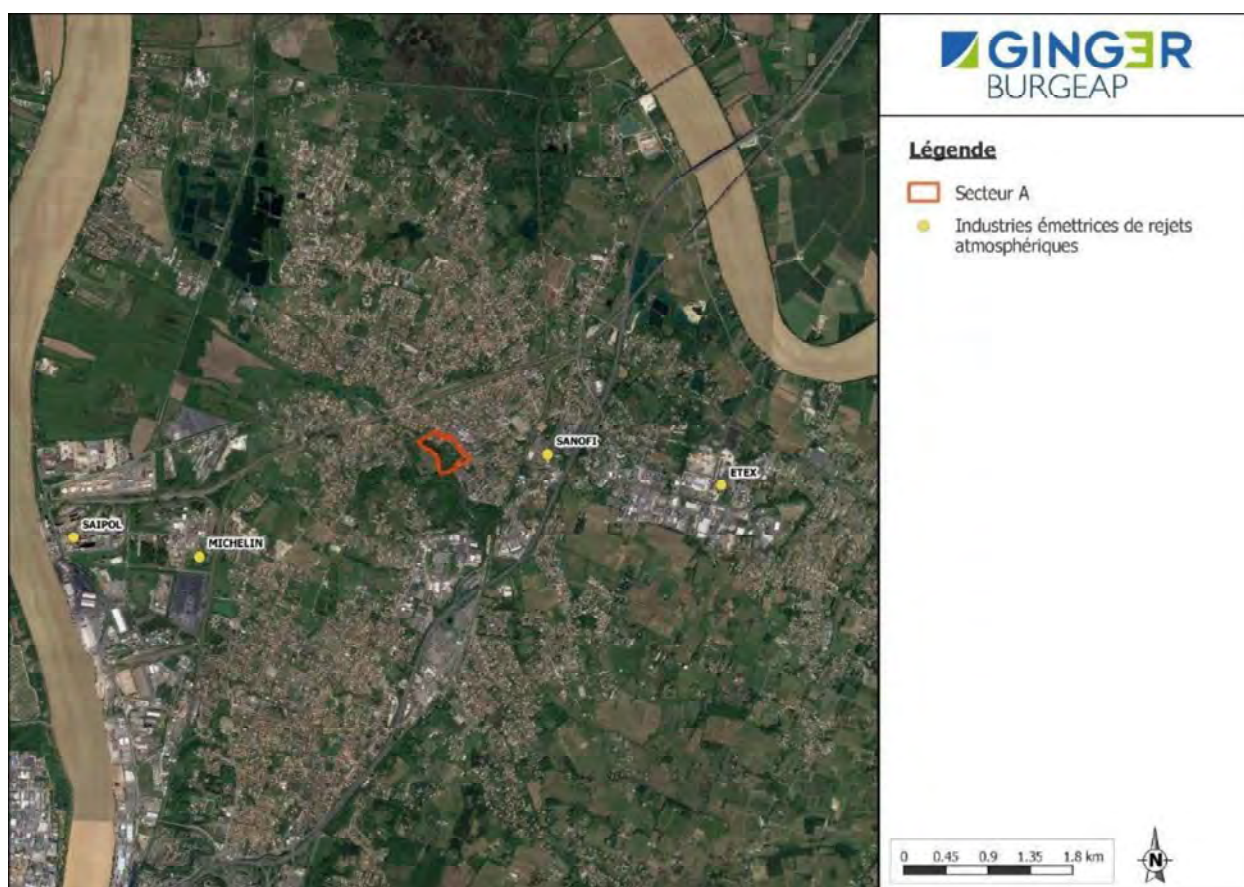 GINGER
BURGEAP
Légende
Secteur A
Industries émettrices de rejets
atmosphériques
SANOFI
ETEX
SAIPOL
MICHELIN
0 0.45 0.9 1.35 1.8 km
N